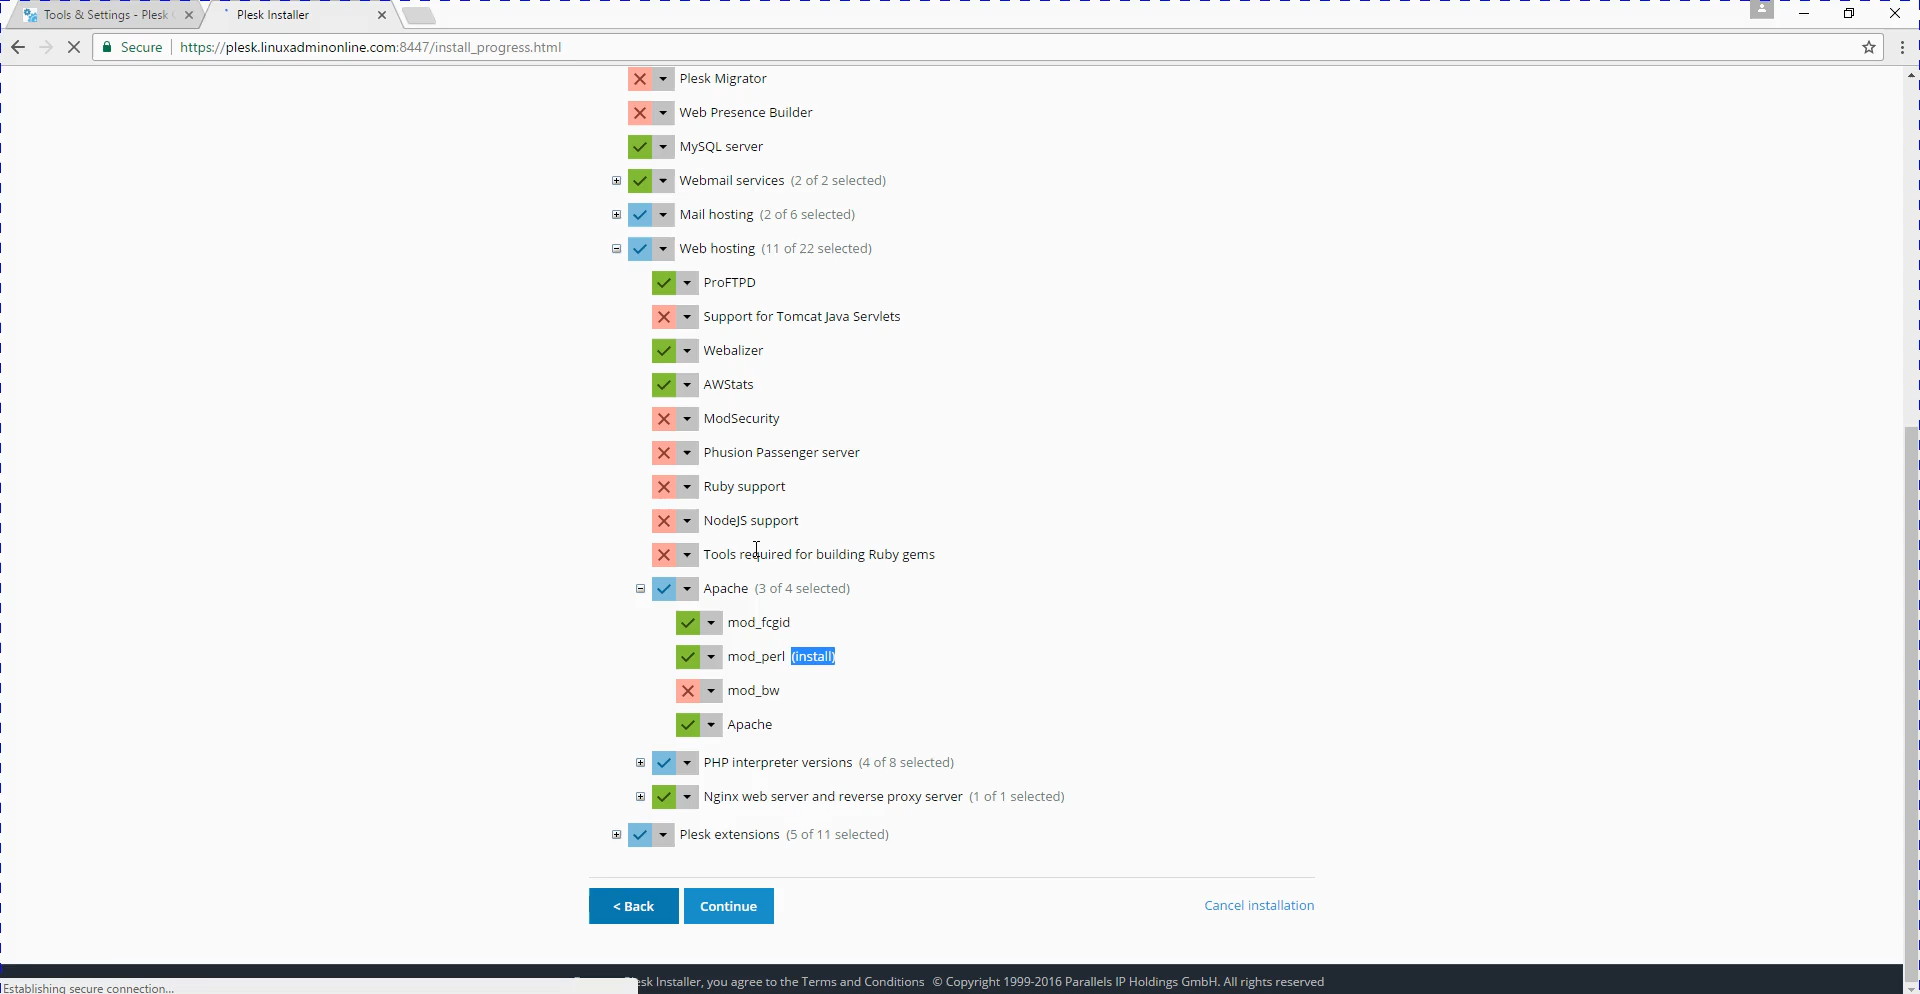 Tools & Settings - Plesk
Plesk Installer
Secure https://plesk.linuxadminonline.com:8447/install_progress.html
Plesk Migrator
Web Presence Builder
MySQL server
Webmail services (2 of 2 selected)
Mail hosting (2 of 6 selected)
Web hosting (11 of 22 selected)
ProFTPD
Support for Tomcat Java Servlets
Webalizer
AWStats
ModSecurity
Phusion Passenger server
Ruby support
NodeJS support
Tools required for building Ruby gems
Apache (3 of 4 selected)
mod_fcgid
mod_perl (install)
mod_bw
Apache
PHP interpreter versions (4 of 8 selected)
Nginx web server and reverse proxy server (1 of 1 selected)
Plesk extensions (5 of 11 selected)
< Back
Continue
Cancel installation
Installer, you agree to the Terms and Conditions © Copyright 1999-2016 Parallels IP Holdings GmbH. All rights reserved
Establishing secure connection...